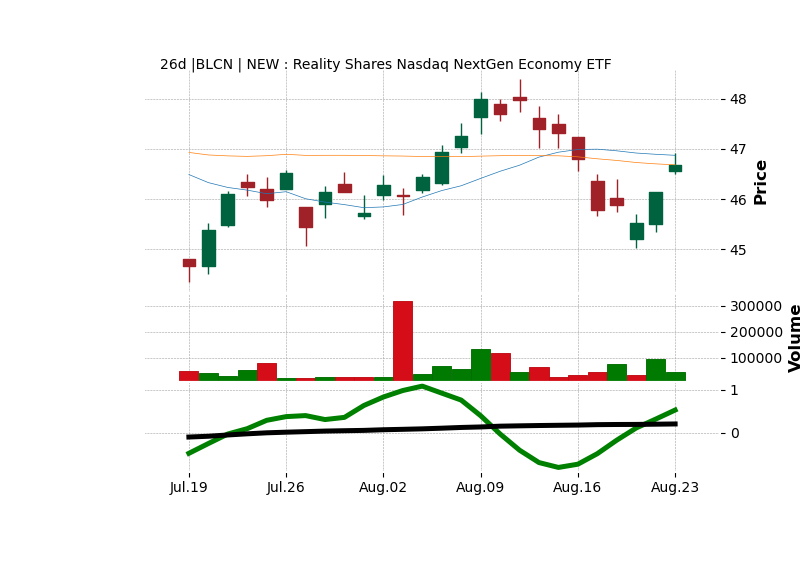 26d |BLCN | NEW : Reality Shares Nasdaq NextGen Economy ETF
48
47
46
45
Price
300000
200000
100000
Volume
1
0
Jul.19 Jul.26 Aug.02 Aug.09 Aug.16 Aug.23